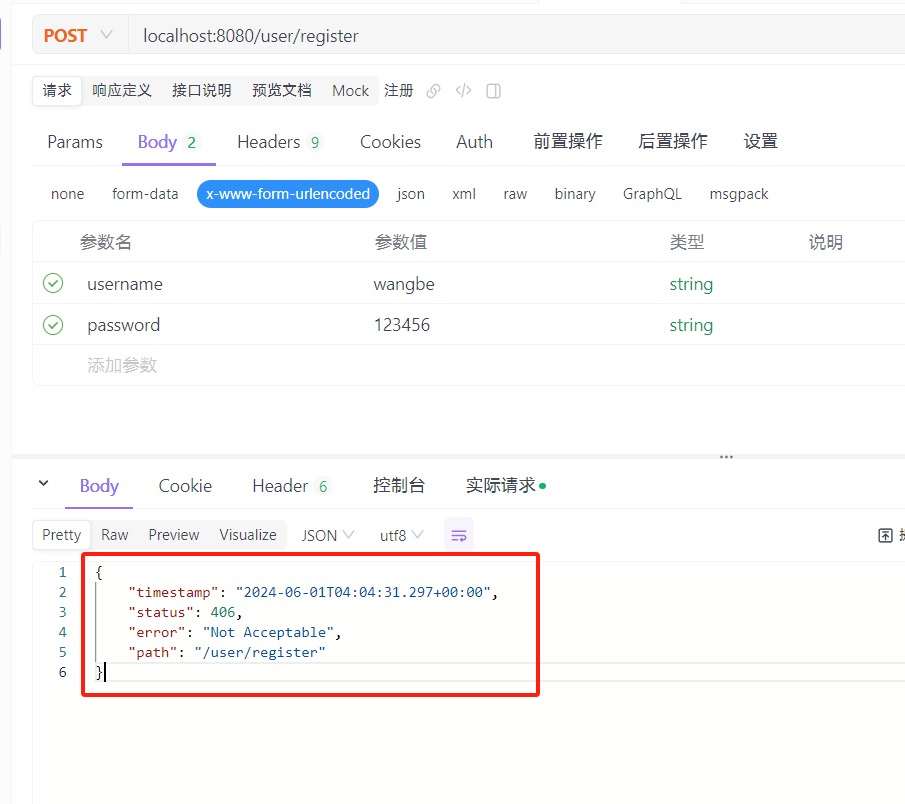 POST localhost:8080/user/register
请求 响应定义 接口说明 预览文档 Mock 注册
Params Body 2 Headers 9 Cookies Auth 前置操作 后置操作 设置
none form-data x-www-form-urlencoded json xml raw binary GraphQL msgpack
参数名 参数值 类型 说明
username wangbe string
password 123456 string
添加参数
Body Cookie Header 6 控制台 实际请求
Pretty Raw Preview Visualize JSON utf8
1 {
2 "timestamp": "2024-06-01T04:04:31.297+00:00",
3 "status": 406,
4 "error": "Not Acceptable",
5 "path": "/user/register"
6 }